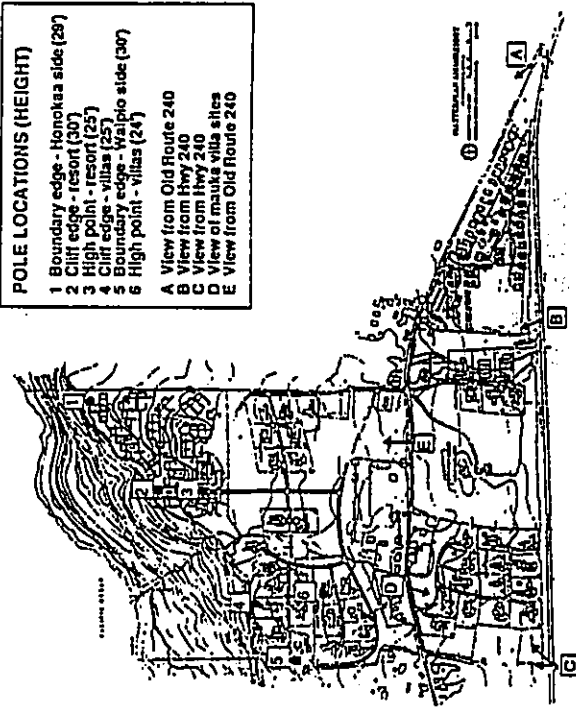 POLE LOCATIONS (HEIGHT)
1 Boundary edge - Honokaa side (29')
2 Cliff edge - resort (30')
3 High point - resort (25')
4 Cliff edge - villas (25')
5 Boundary edge - Waipio side (30')
6 High point - villas (24')
A View from Old Route 240
B View from Hwy 240
C View from Hwy 240
D View of mauka villa sites
E View from Old Route 240
1
2
3
4
5
6
A
B
C
D
E